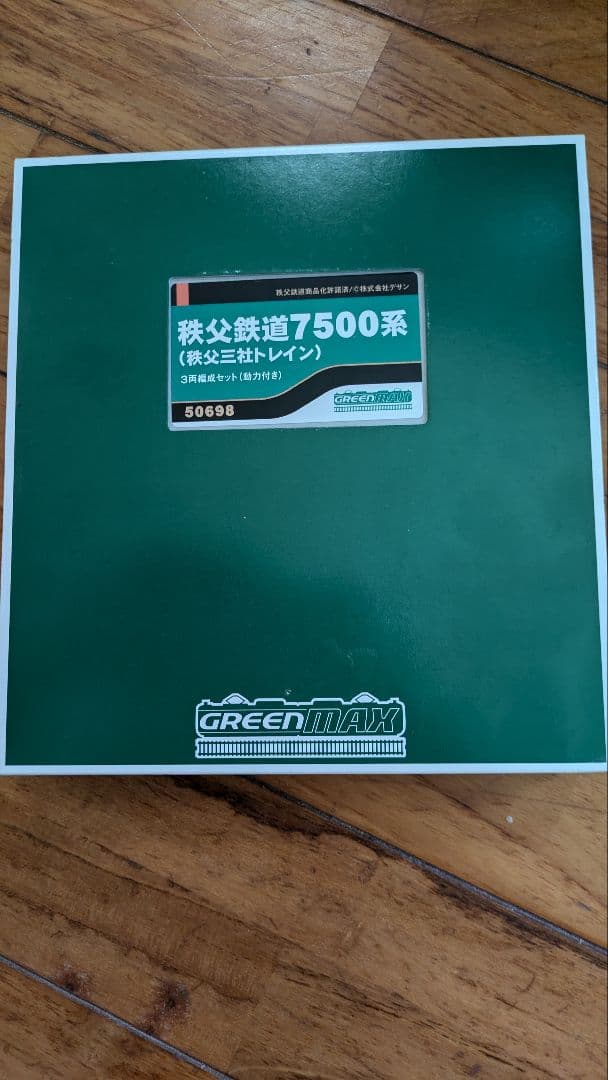 秩父鉄道商品化許諾済/©株式会社デサン
秩父鉄道7500系
(秩父三社トレイン)
3両編成セット(動力付き)
50698
GREENMAX
GREENMAX